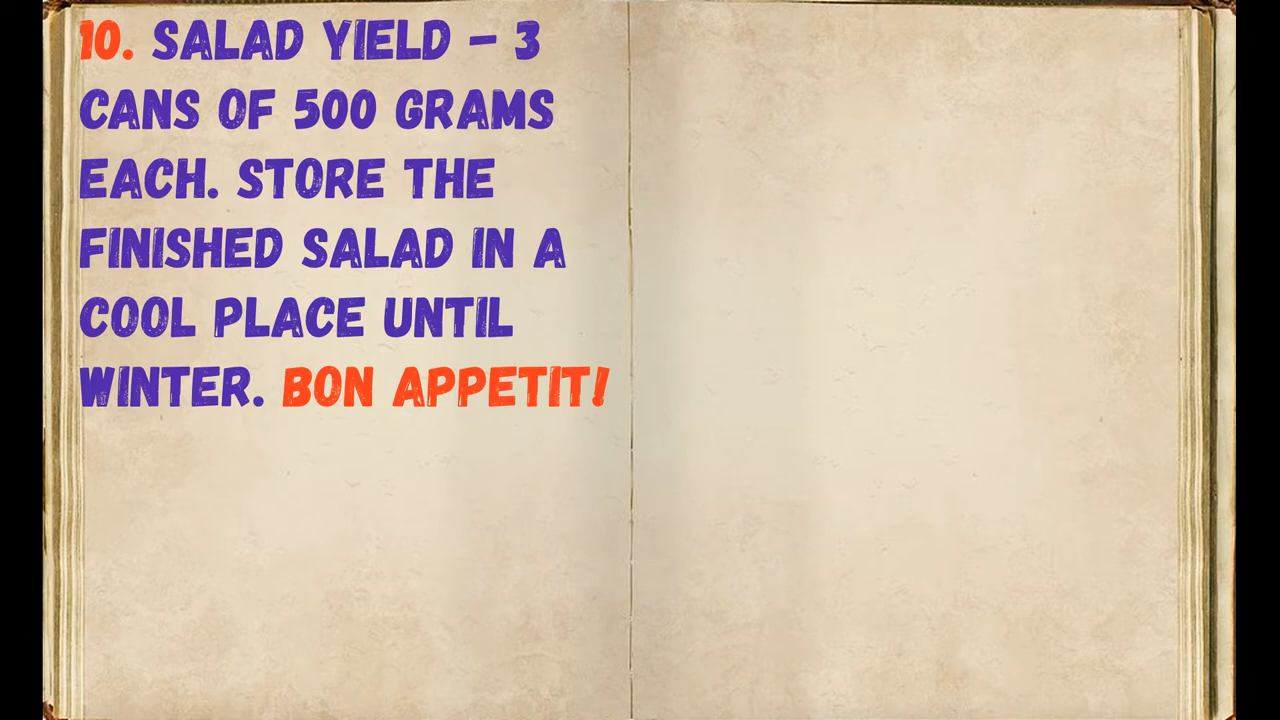 10. SALAD YIELD – 3
CANS OF 500 GRAMS
EACH. STORE THE
FINISHED SALAD IN A
COOL PLACE UNTIL
WINTER. BON APPETIT!